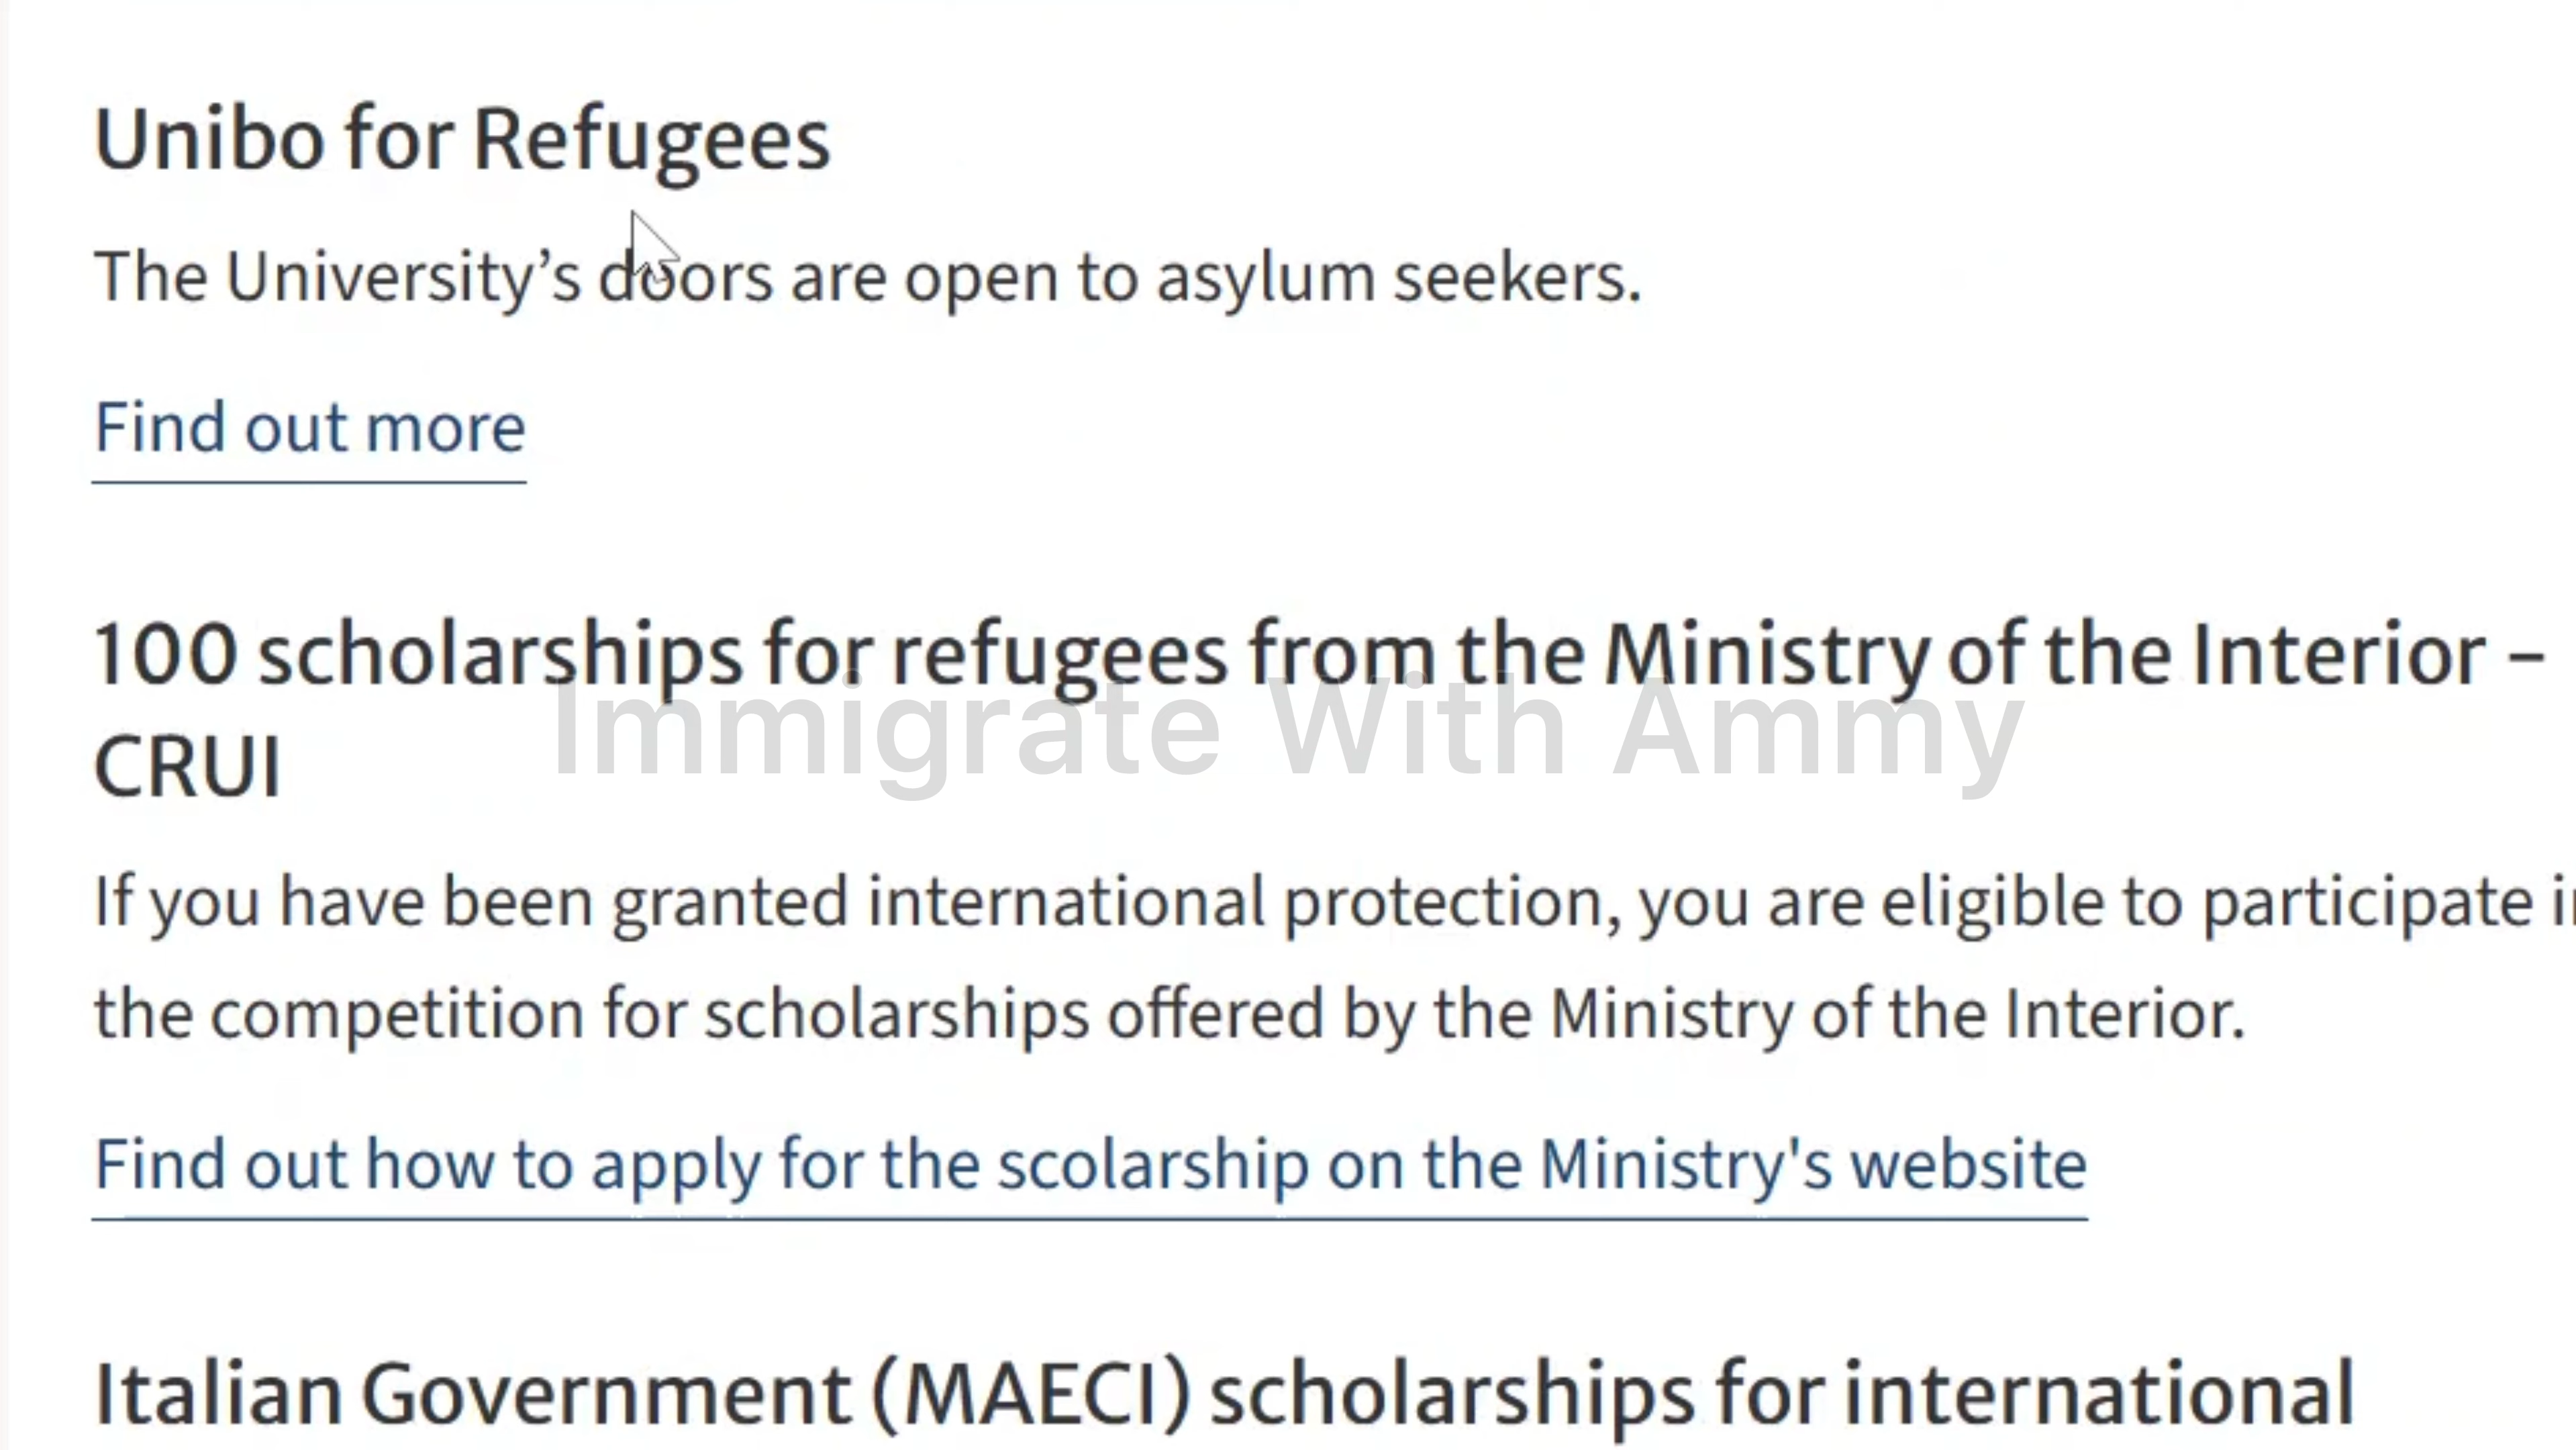 Unibo for Refugees
The University’s doors are open to asylum seekers.
Find out more
100 scholarships for refugees from the Ministry of the Interior –
CRUI
Immigrate With Ammy
If you have been granted international protection, you are eligible to participate in
the competition for scholarships offered by the Ministry of the Interior.
Find out how to apply for the scolarship on the Ministry's website
Italian Government (MAECI) scholarships for international